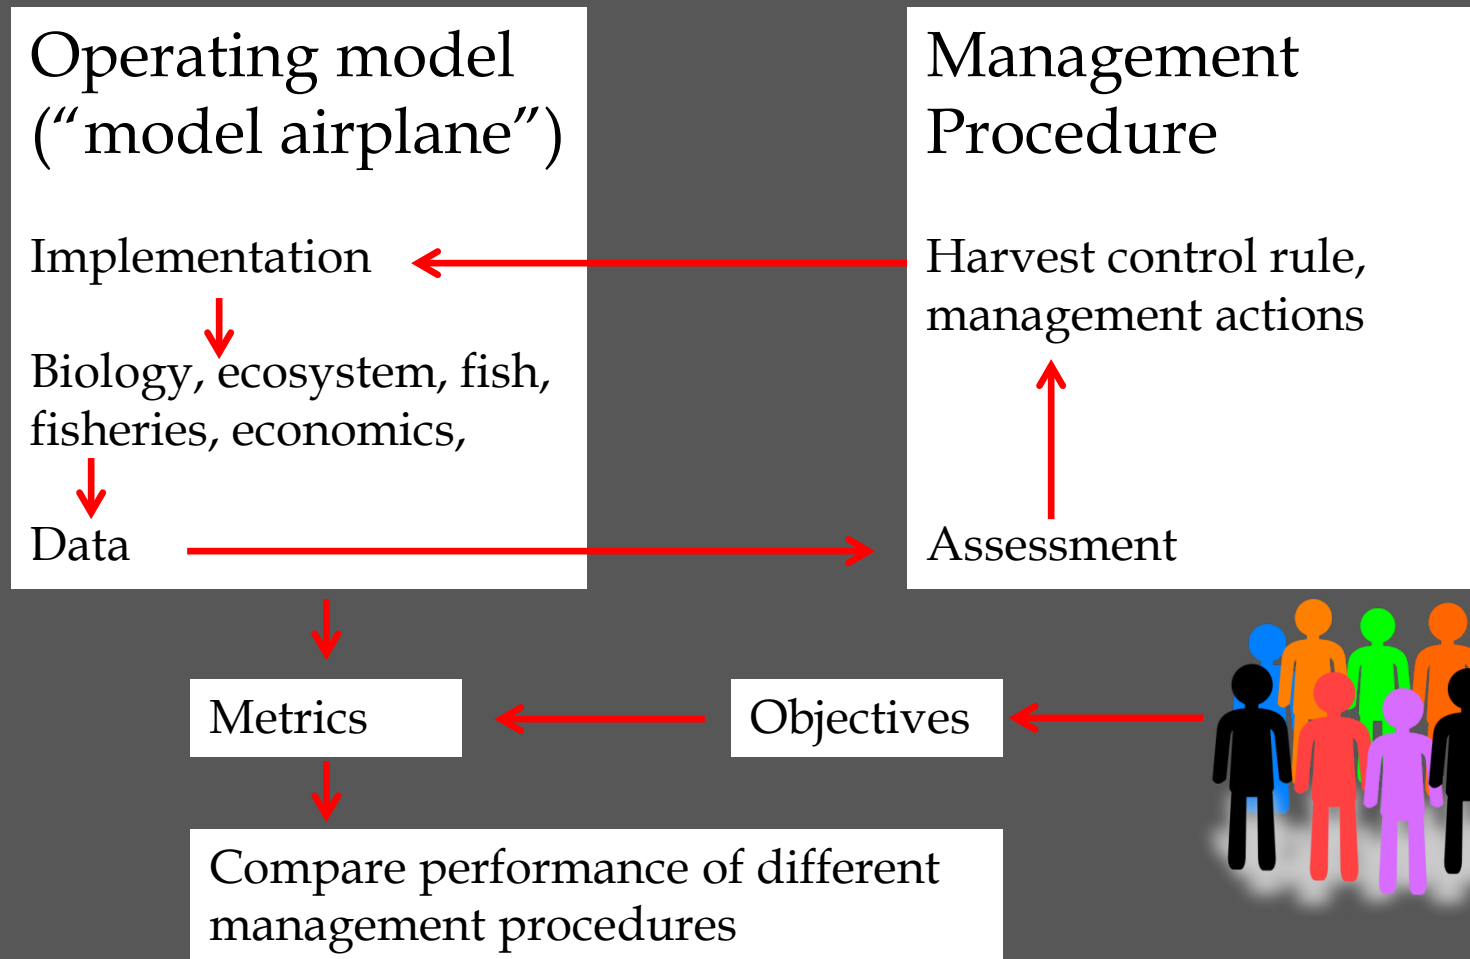 Operating model
(“model airplane”)
Implementation
Biology, ecosystem, fish,
fisheries, economics,
Data
Management
Procedure
Harvest control rule,
management actions
Assessment
Metrics
Objectives
Compare performance of different
management procedures